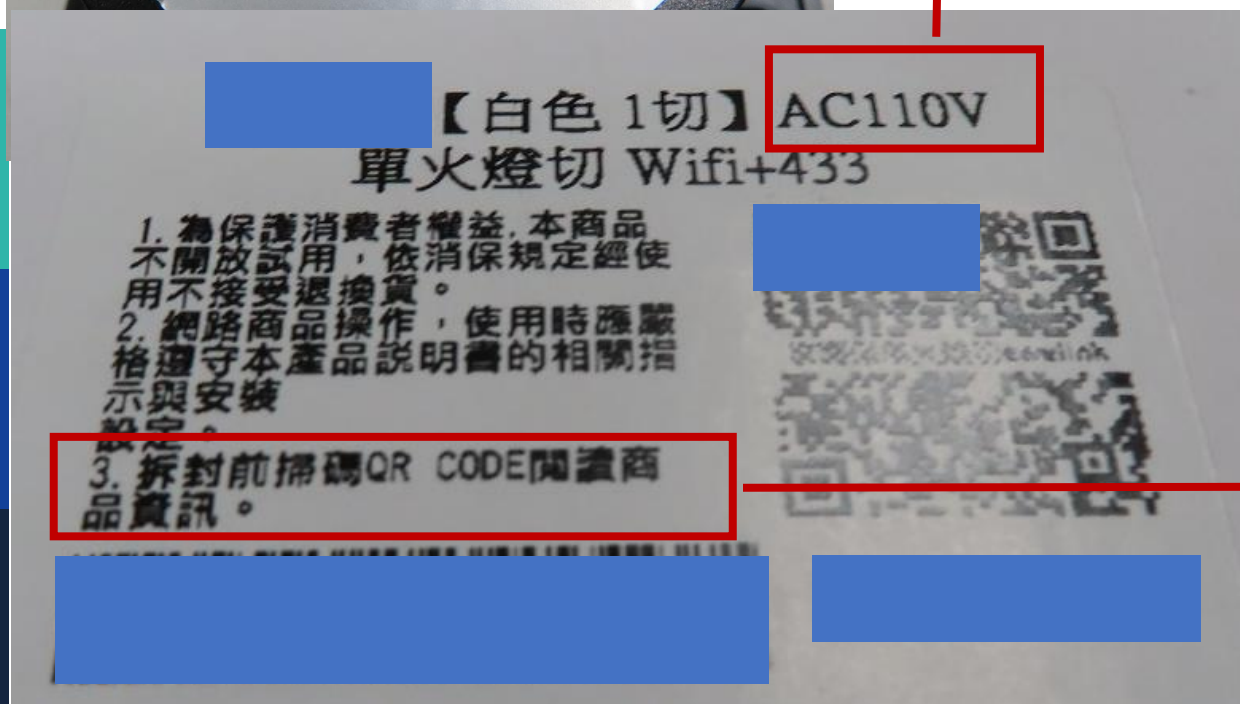 【白色 1切】 AC110V
單火燈切 Wifi+433
1. 為保護消費者權益,本商品
不開放試用，依消保規定經使
用不接受退換貨。
2. 網路商品操作，使用時應嚴
格遵守本產品説明書的相關指
示與安裝
設定。
3. 拆封前掃碼QR CODE閱讀商
品資訊。